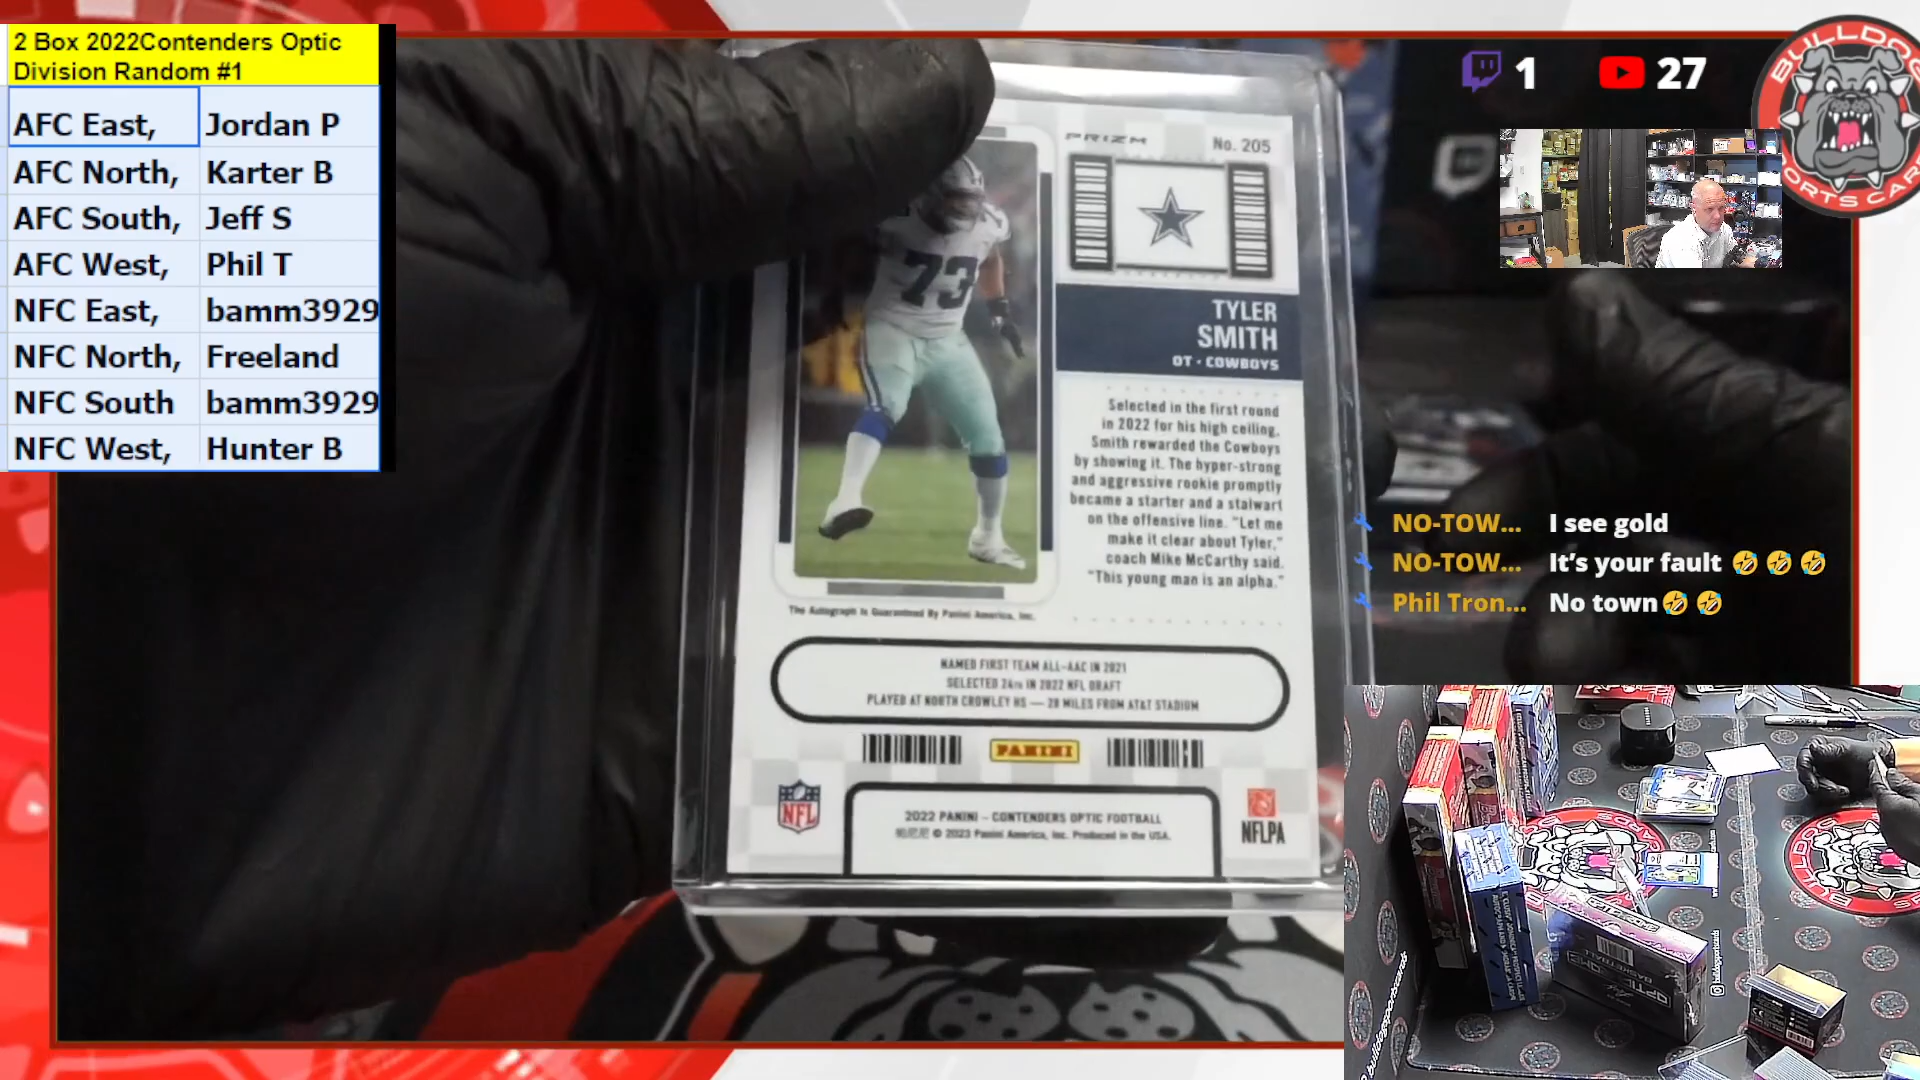 2 Box 2022Contenders Optic
Division Random #1
AFC East, Jordan P
AFC North, Karter B
AFC South, Jeff S
AFC West, Phil T
NFC East, bamm3929
NFC North, Freeland
NFC South bamm3929
NFC West, Hunter B
1 27
BULLDOG
SPORTS CARDS
PRIZM No. 205
73
TYLER
SMITH
OT • COWBOYS
Selected in the first round
in 2022 for his high ceiling,
Smith rewarded the Cowboys
by showing it. The hyper-strong
and aggressive rookie promptly
became a starter and a stalwart
on the offensive line. "Let me
make it clear about Tyler,"
coach Mike McCarthy said.
"This young man is an alpha."
The Autograph is Guaranteed By Panini America, Inc.
NAMED FIRST TEAM ALL-AAC IN 2021
SELECTED 24TH IN 2022 NFL DRAFT
PLAYED AT NORTH CROWLEY HS — 28 MILES FROM AT&T STADIUM
PANINI
NFL
NFLPA
2022 PANINI – CONTENDERS OPTIC FOOTBALL
© 2023 Panini America, Inc. Produced in the USA.
NO-TOW... I see gold
NO-TOW... It's your fault 🤣 🤣 🤣
Phil Tron... No town🤣 🤣
OPTIC
BASKETBALL
bulldogsportscards